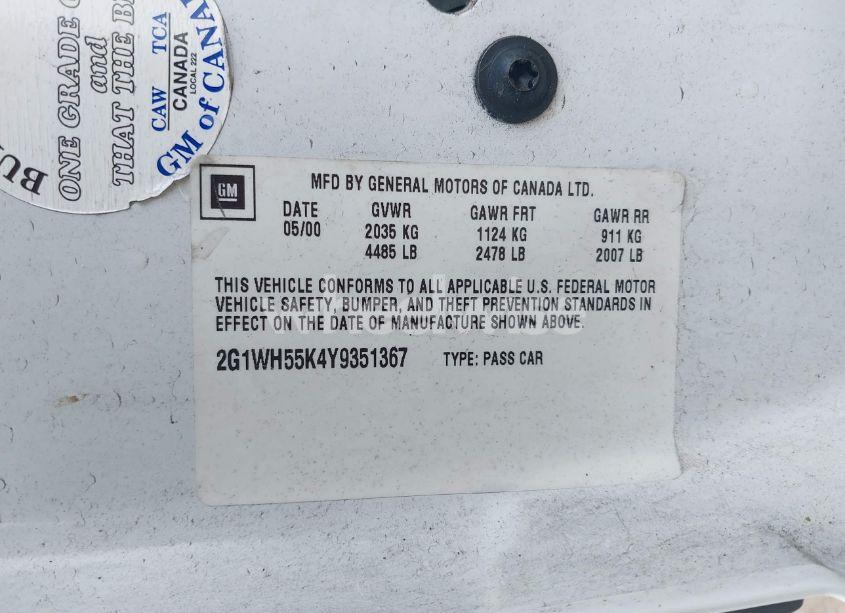 BU
ONE GRADE
and
THAT THE
CAW TCA
CANADA
LOCAL 222
GM of CANA
GM
MFD BY GENERAL MOTORS OF CANADA LTD.
DATE GVWR GAWR FRT GAWR RR
05/00 2035 KG 1124 KG 911 KG
4485 LB 2478 LB 2007 LB
THIS VEHICLE CONFORMS TO ALL APPLICABLE U.S. FEDERAL MOTOR
VEHICLE SAFETY, BUMPER, AND THEFT PREVENTION STANDARDS IN
EFFECT ON THE DATE OF MANUFACTURE SHOWN ABOVE.
2G1WH55K4Y9351367 TYPE: PASS CAR